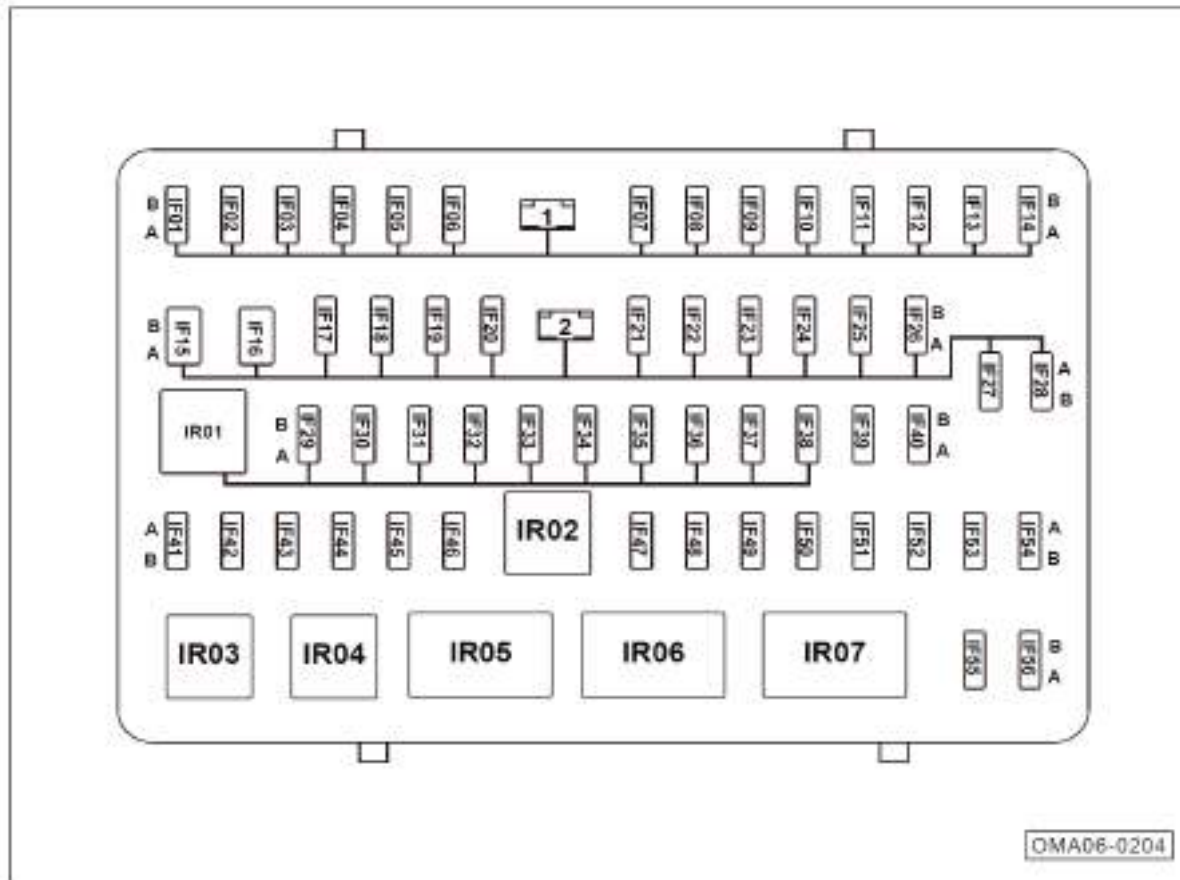 B IF01 IF02 IF03 IF04 IF05 IF06 1 IF07 IF08 IF09 IF10 IF11 IF12 IF13 IF14 B
A A
B IF15 IF16 IF17 IF18 IF19 IF20 2 IF21 IF22 IF23 IF24 IF25 IF26 B
A A
IF27 IF28 A
B
IR01 B IF29 IF30 IF31 IF32 IF33 IF34 IF35 IF36 IF37 IF38 IF39 IF40 B
A A
A IF41 IF42 IF43 IF44 IF45 IF46 IR02 IF47 IF48 IF49 IF50 IF51 IF52 IF53 IF54 A
B B
IR03 IR04 IR05 IR06 IR07 IF55 IF56 B
A
OMA06-0204